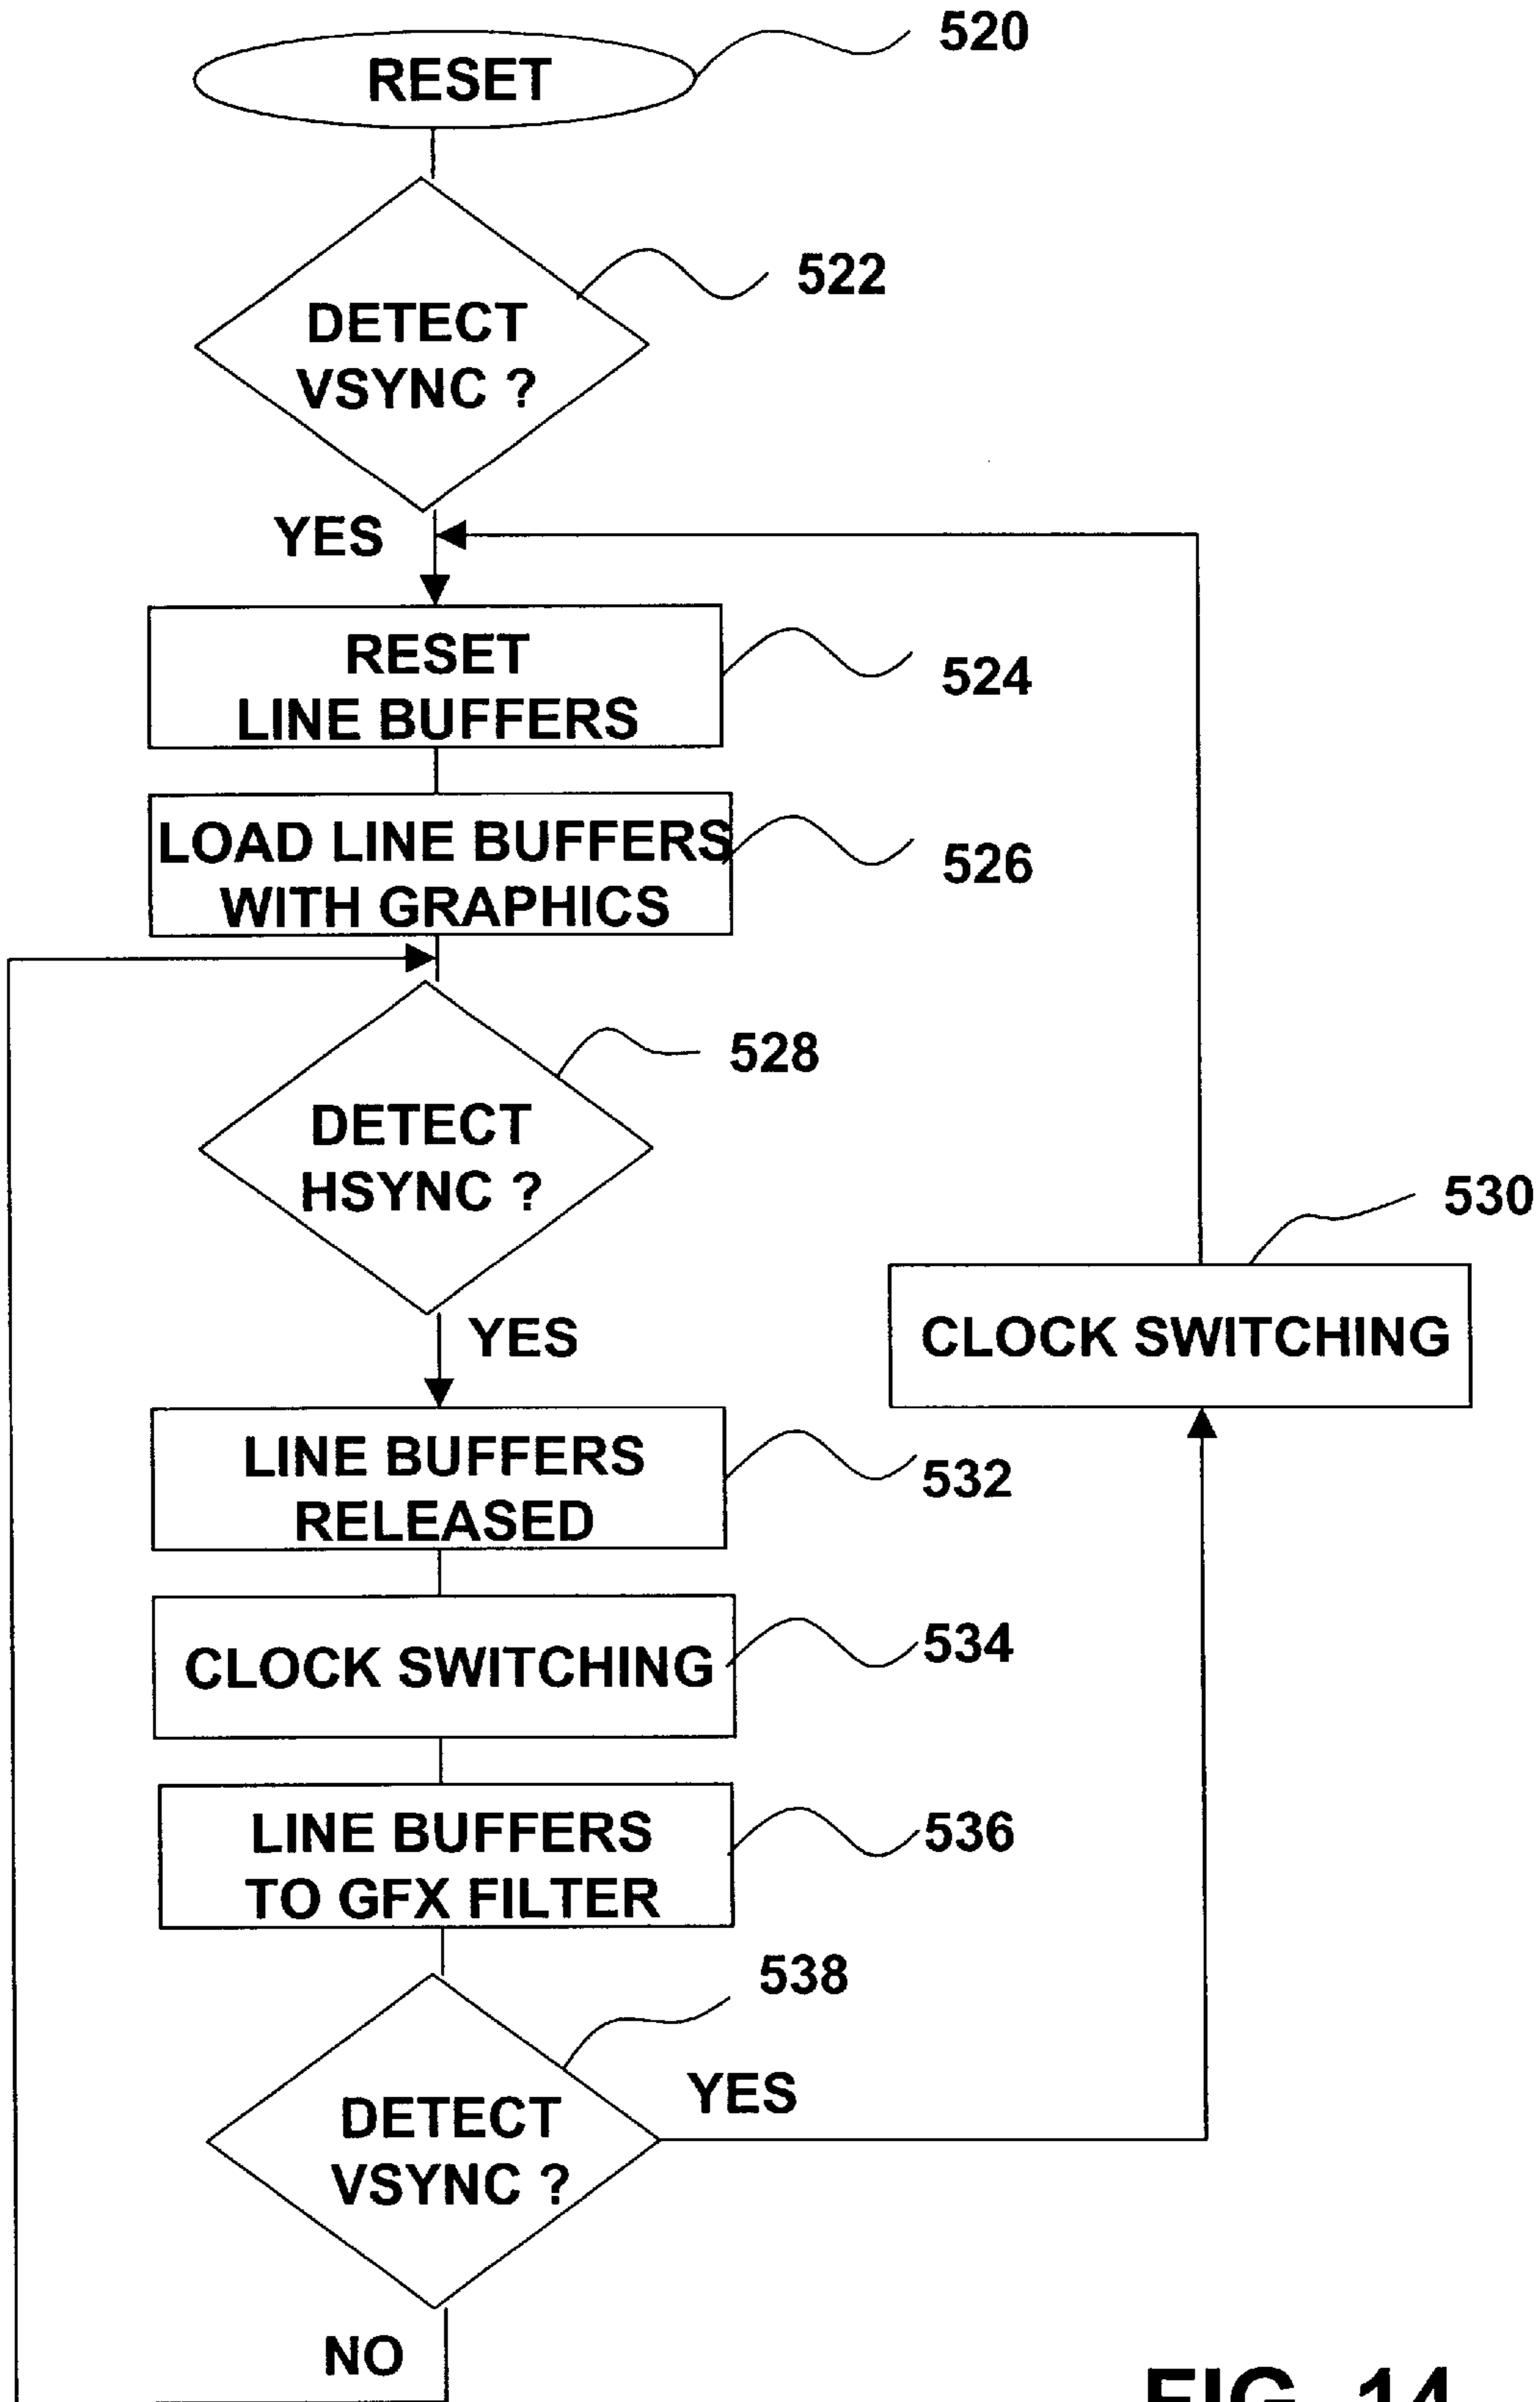 RESET
520
DETECT
VSYNC ?
522
YES
RESET
LINE BUFFERS
524
LOAD LINE BUFFERS
WITH GRAPHICS
526
DETECT
HSYNC ?
528
YES
530
CLOCK SWITCHING
LINE BUFFERS
RELEASED
532
CLOCK SWITCHING
534
LINE BUFFERS
TO GFX FILTER
536
DETECT
VSYNC ?
538
YES
NO
FIG. 14